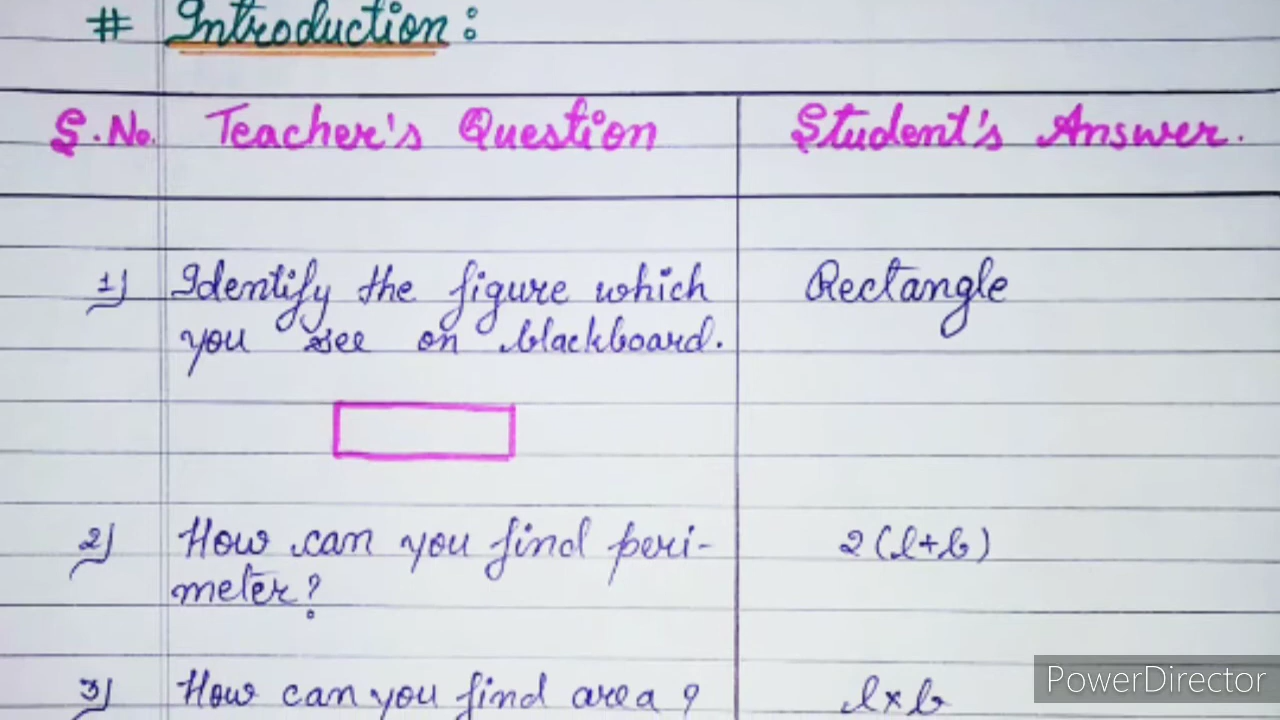 # Introduction :
S.No. Teacher's Question Student's Answer.
1) Identify the figure which Rectangle
you see on blackboard.
2) How can you find peri- 2(l+b)
meter?
3) How can you find area? l×b
PowerDirector